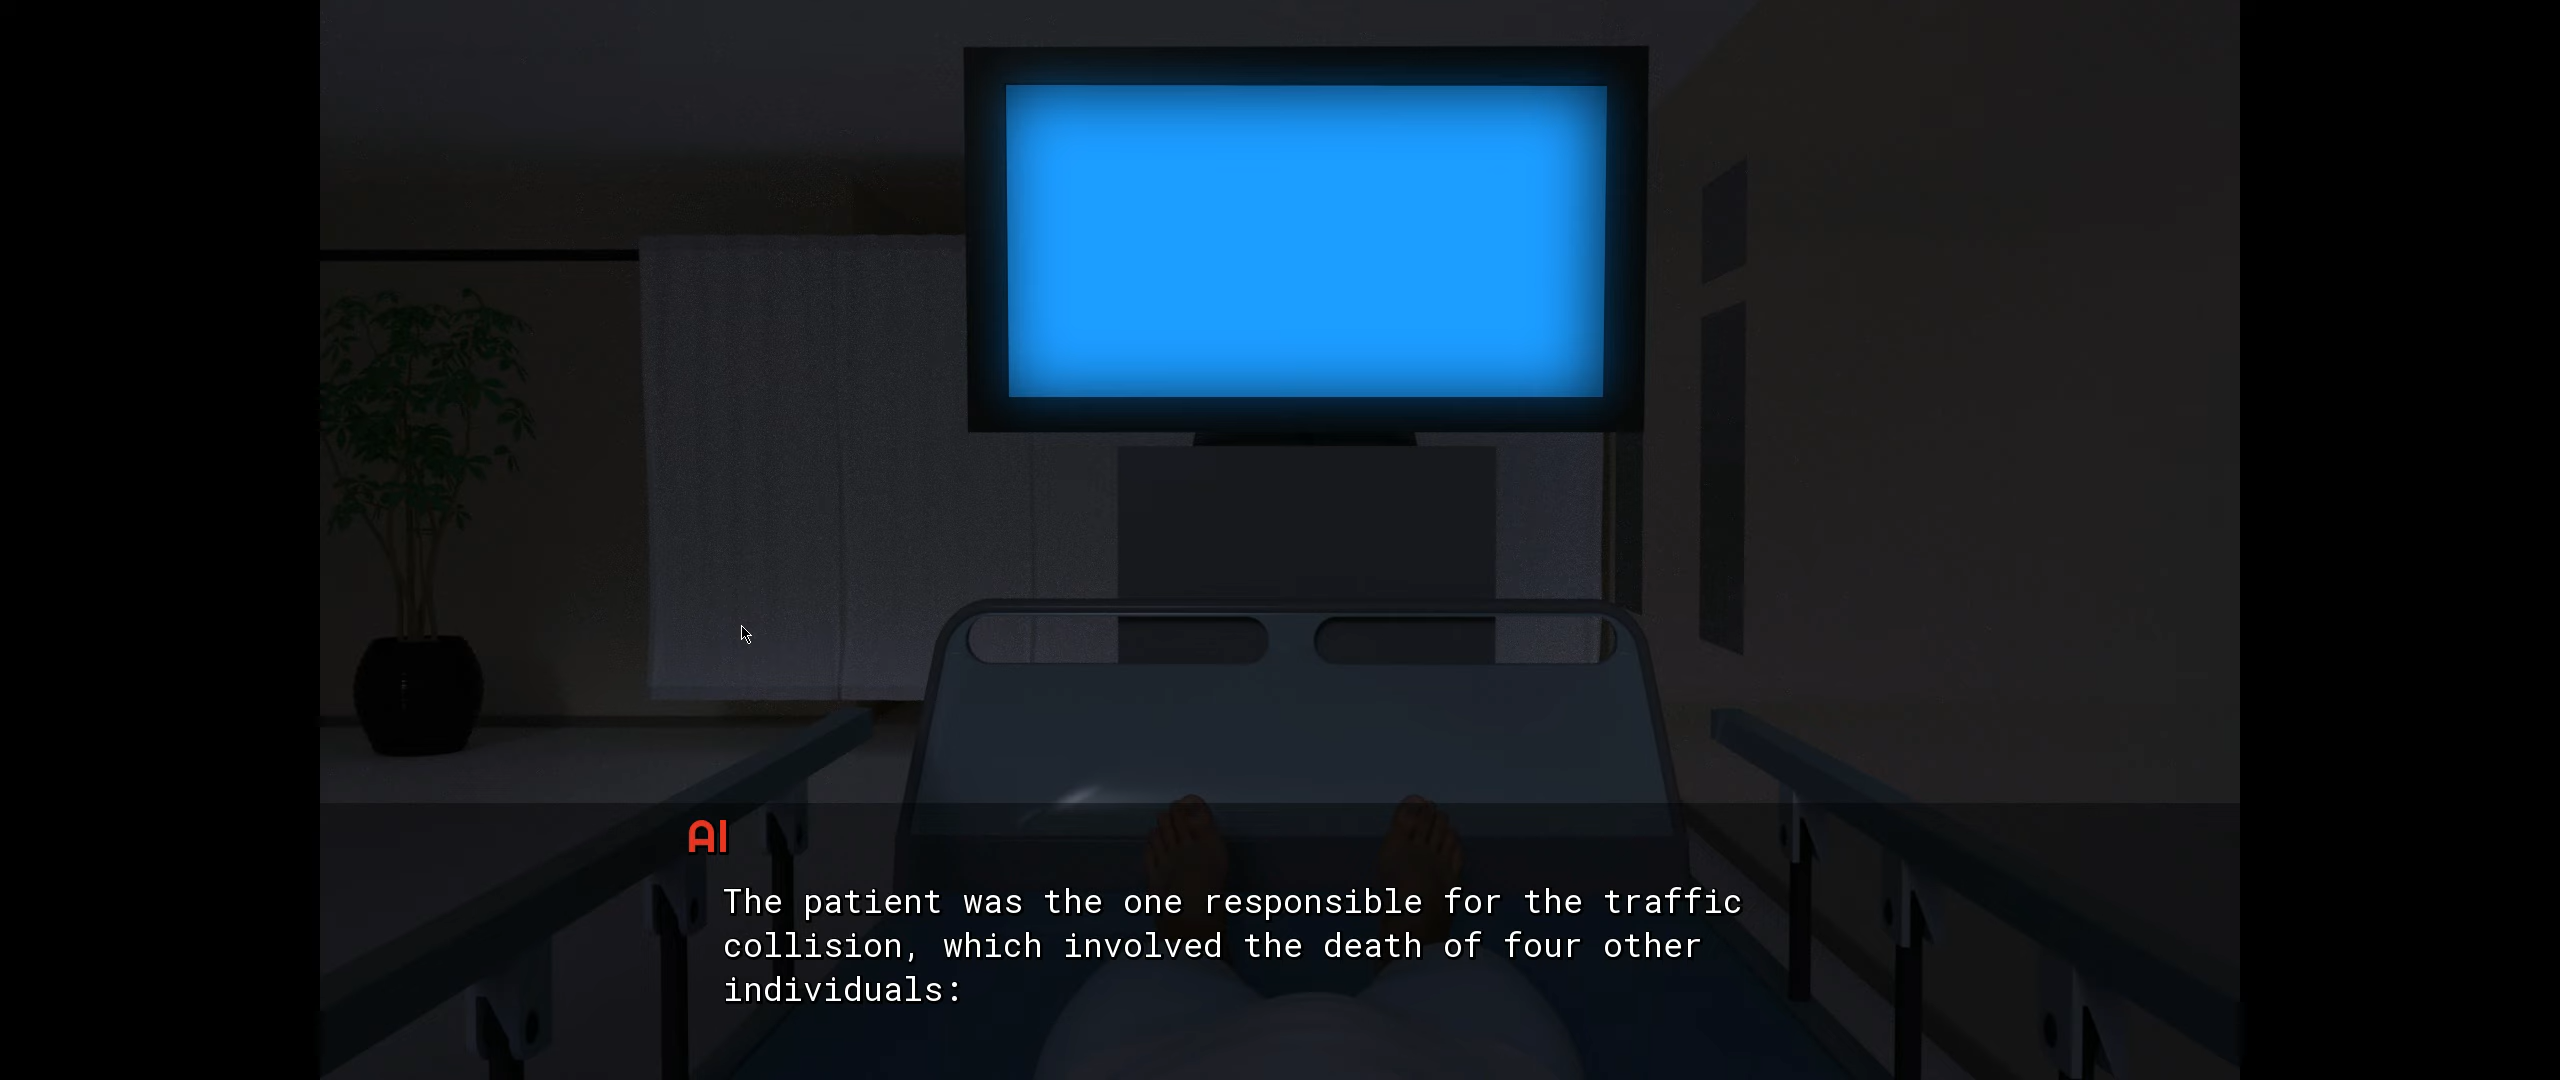 AI
The patient was the one responsible for the traffic
collision, which involved the death of four other
individuals: